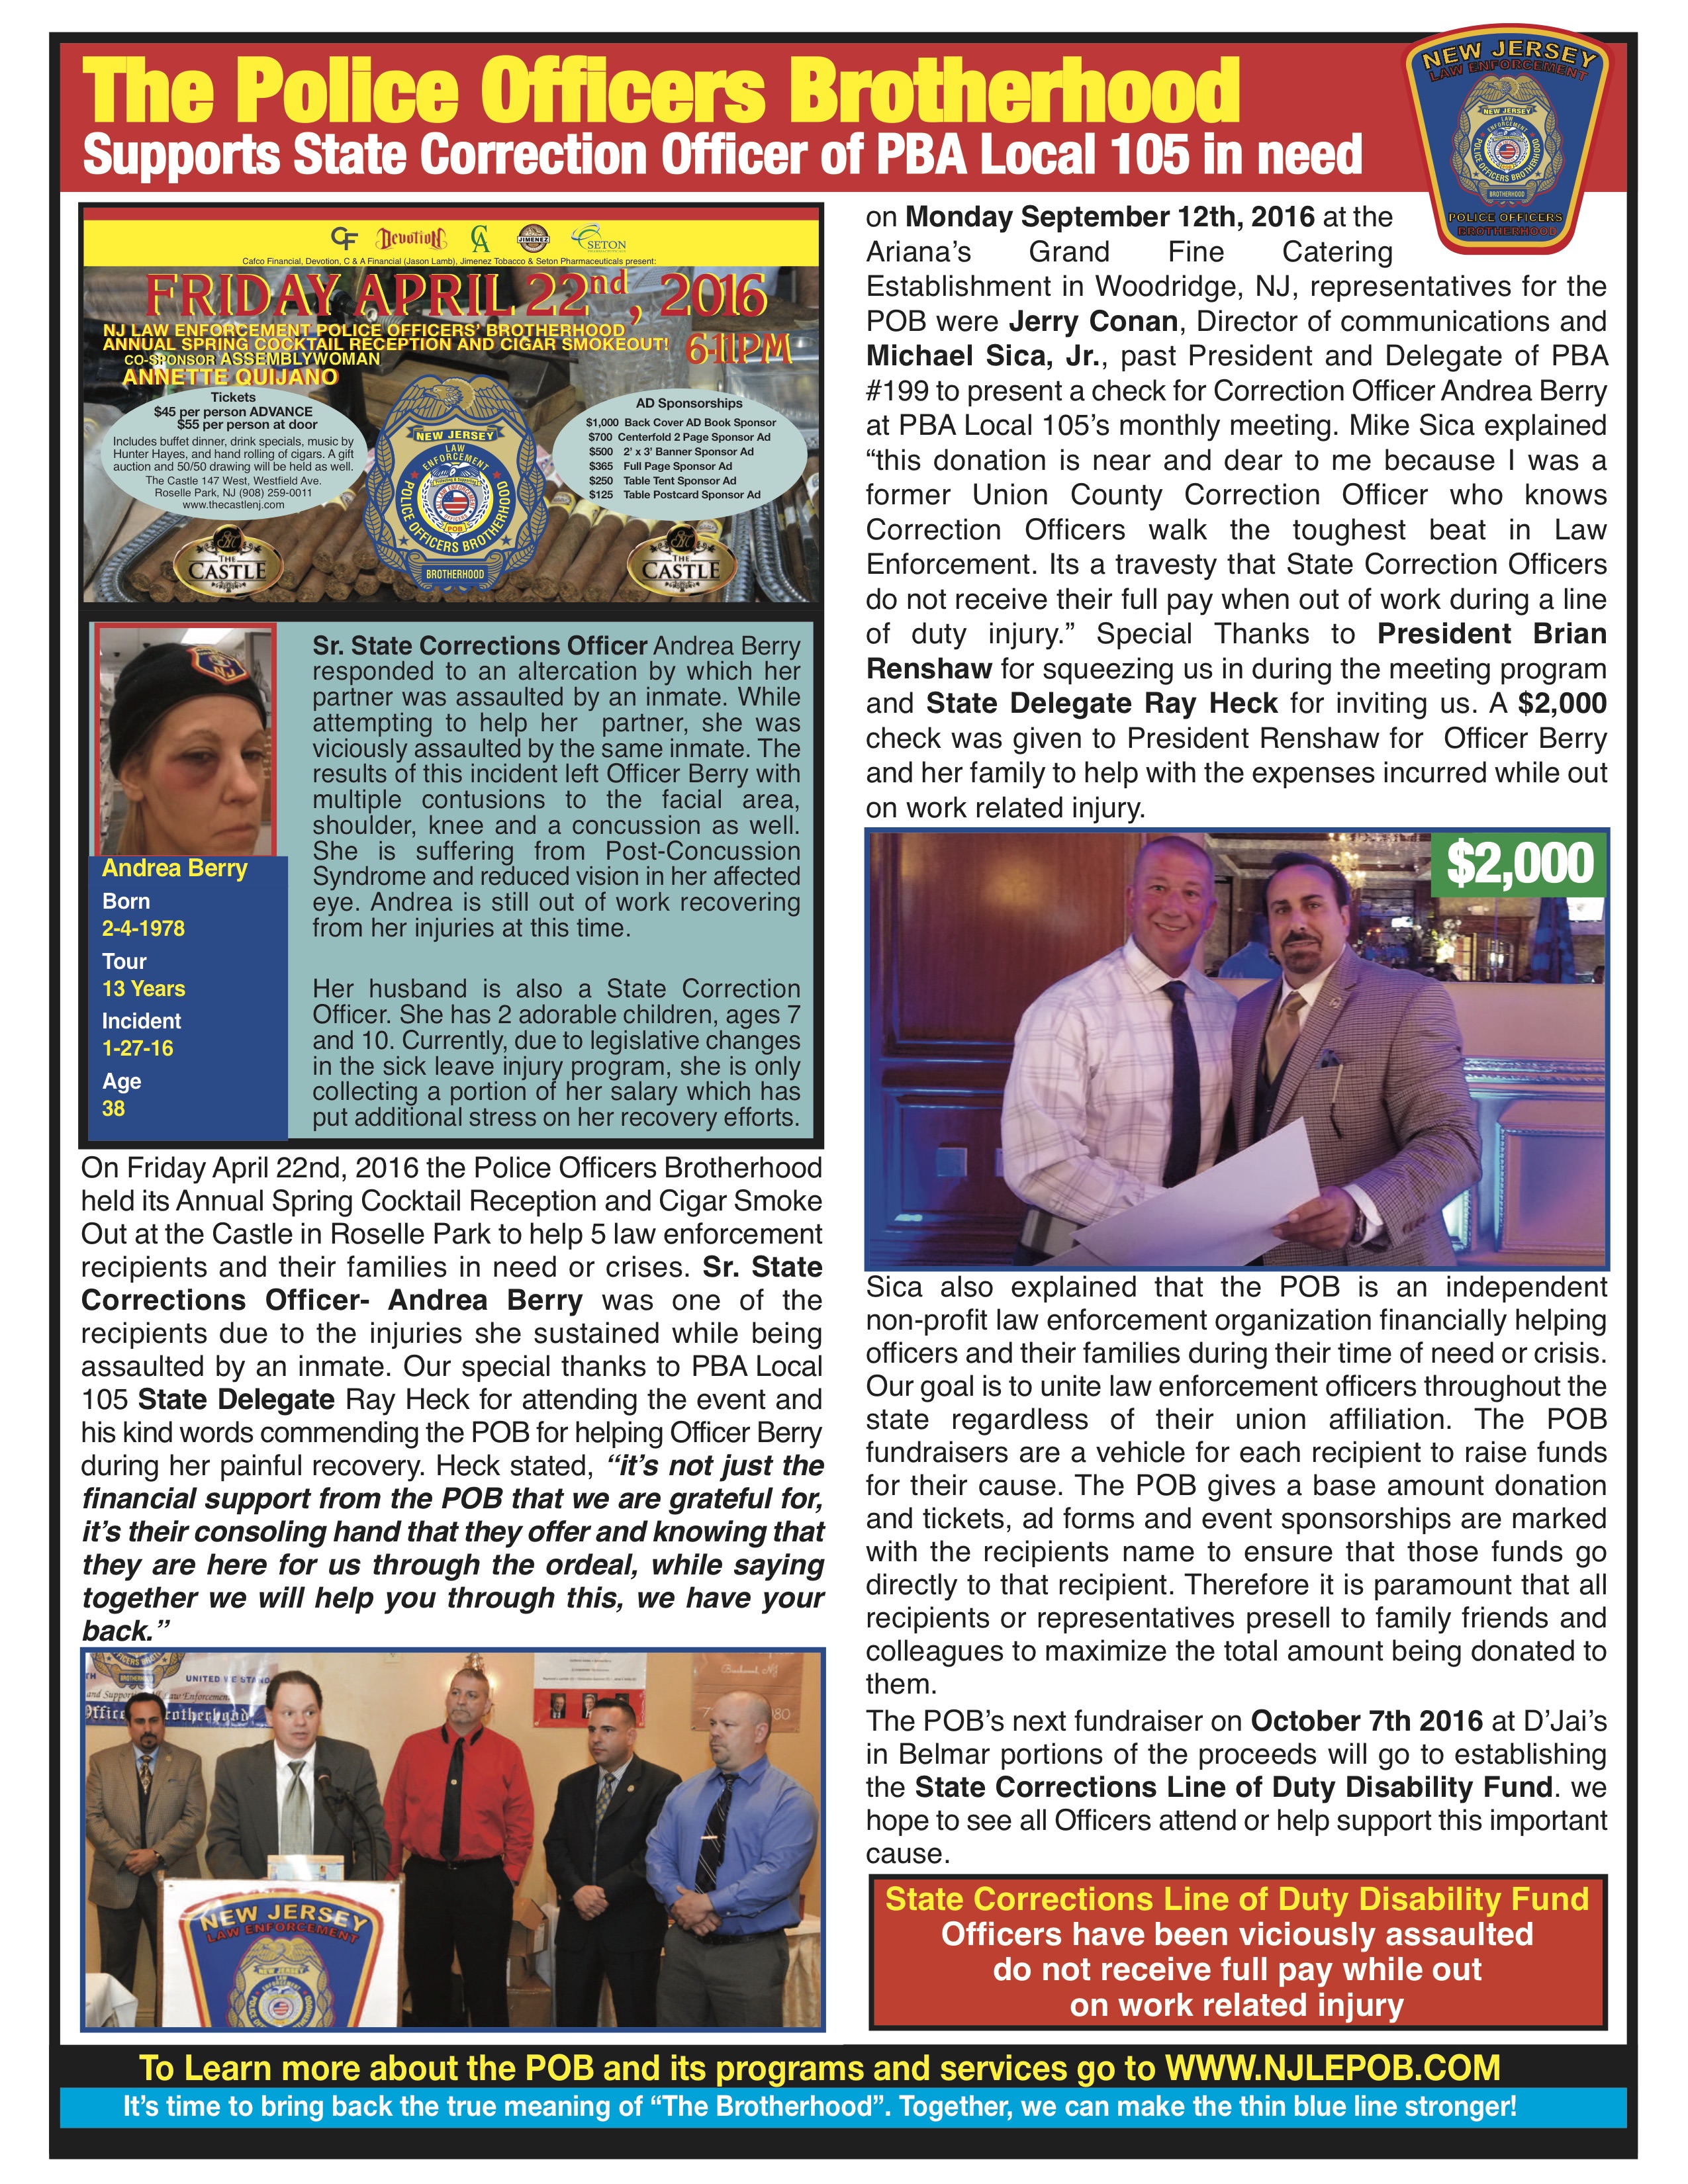 The Police Officers Brotherhood
Supports State Correction Officer of PBA Local 105 in need
NEW JERSEY
LAW ENFORCEMENT
NEW JERSEY
LAW
ENFORCEMENT
POLICE OFFICERS BROTHERHOOD
BROTHERHOOD
POLICE OFFICERS
BROTHERHOOD
CF
Devotion
CA
JIMENEZ
SETON
Cafco Financial, Devotion, C & A Financial (Jason Lamb), Jimenez Tobacco & Seton Pharmaceuticals present:
FRIDAY APRIL 22nd, 2016
NJ LAW ENFORCEMENT POLICE OFFICERS' BROTHERHOOD
ANNUAL SPRING COCKTAIL RECEPTION AND CIGAR SMOKEOUT!
6-11PM
CO-SPONSOR ASSEMBLYWOMAN
ANNETTE QUIJANO
Tickets
$45 per person ADVANCE
$55 per person at door
Includes buffet dinner, drink specials, music by
Hunter Hayes, and hand rolling of cigars. A gift
auction and 50/50 drawing will be held as well.
The Castle 147 West, Westfield Ave.
Roselle Park, NJ (908) 259-0011
www.thecastlenj.com
NEW JERSEY
LAW
ENFORCEMENT
POLICE OFFICERS BROTHERHOOD
POB
BROTHERHOOD
AD Sponsorships
$1,000 Back Cover AD Book Sponsor
$700 Centerfold 2 Page Sponsor Ad
$500 2' x 3' Banner Sponsor Ad
$365 Full Page Sponsor Ad
$250 Table Tent Sponsor Ad
$125 Table Postcard Sponsor Ad
THE
CASTLE
THE
CASTLE
NJ
Andrea Berry
Born
2-4-1978
Tour
13 Years
Incident
1-27-16
Age
38
Sr. State Corrections Officer Andrea Berry
responded to an altercation by which her
partner was assaulted by an inmate. While
attempting to help her partner, she was
viciously assaulted by the same inmate. The
results of this incident left Officer Berry with
multiple contusions to the facial area,
shoulder, knee and a concussion as well.
She is suffering from Post-Concussion
Syndrome and reduced vision in her affected
eye. Andrea is still out of work recovering
from her injuries at this time.
Her husband is also a State Correction
Officer. She has 2 adorable children, ages 7
and 10. Currently, due to legislative changes
in the sick leave injury program, she is only
collecting a portion of her salary which has
put additional stress on her recovery efforts.
On Friday April 22nd, 2016 the Police Officers Brotherhood
held its Annual Spring Cocktail Reception and Cigar Smoke
Out at the Castle in Roselle Park to help 5 law enforcement
recipients and their families in need or crises. Sr. State
Corrections Officer- Andrea Berry was one of the
recipients due to the injuries she sustained while being
assaulted by an inmate. Our special thanks to PBA Local
105 State Delegate Ray Heck for attending the event and
his kind words commending the POB for helping Officer Berry
during her painful recovery. Heck stated, “it's not just the
financial support from the POB that we are grateful for,
it's their consoling hand that they offer and knowing that
they are here for us through the ordeal, while saying
together we will help you through this, we have your
back.”
UNITED WE STAND
and Support
Law Enforcement
Office
rotherhood
NEW JERSEY
LAW ENFORCEMENT
NEW JERSEY
on Monday September 12th, 2016 at the
Ariana's Grand Fine Catering
Establishment in Woodridge, NJ, representatives for the
POB were Jerry Conan, Director of communications and
Michael Sica, Jr., past President and Delegate of PBA
#199 to present a check for Correction Officer Andrea Berry
at PBA Local 105's monthly meeting. Mike Sica explained
“this donation is near and dear to me because I was a
former Union County Correction Officer who knows
Correction Officers walk the toughest beat in Law
Enforcement. Its a travesty that State Correction Officers
do not receive their full pay when out of work during a line
of duty injury.” Special Thanks to President Brian
Renshaw for squeezing us in during the meeting program
and State Delegate Ray Heck for inviting us. A $2,000
check was given to President Renshaw for Officer Berry
and her family to help with the expenses incurred while out
on work related injury.
$2,000
Sica also explained that the POB is an independent
non-profit law enforcement organization financially helping
officers and their families during their time of need or crisis.
Our goal is to unite law enforcement officers throughout the
state regardless of their union affiliation. The POB
fundraisers are a vehicle for each recipient to raise funds
for their cause. The POB gives a base amount donation
and tickets, ad forms and event sponsorships are marked
with the recipients name to ensure that those funds go
directly to that recipient. Therefore it is paramount that all
recipients or representatives presell to family friends and
colleagues to maximize the total amount being donated to
them.
The POB's next fundraiser on October 7th 2016 at D'Jai's
in Belmar portions of the proceeds will go to establishing
the State Corrections Line of Duty Disability Fund. we
hope to see all Officers attend or help support this important
cause.
State Corrections Line of Duty Disability Fund
Officers have been viciously assaulted
do not receive full pay while out
on work related injury
To Learn more about the POB and its programs and services go to WWW.NJLEPOB.COM
It's time to bring back the true meaning of “The Brotherhood”. Together, we can make the thin blue line stronger!